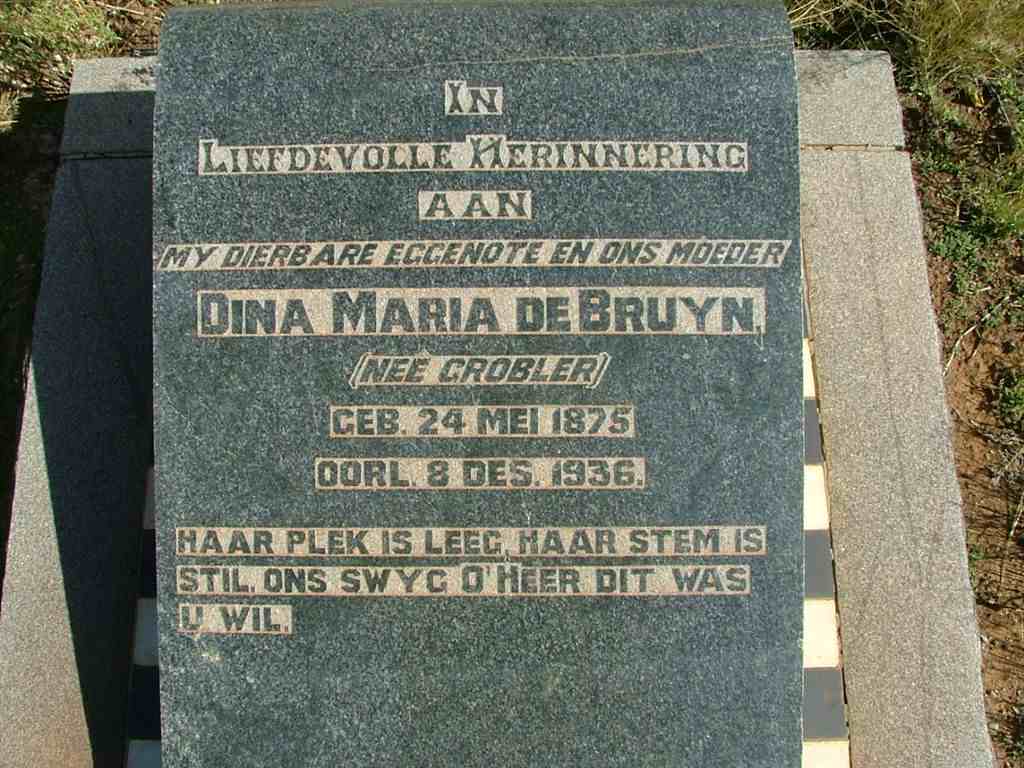 IN
LIEFDEVOLLE HERINNERING
AAN
MY DIERBARE EGGENOTE EN ONS MOEDER
DINA MARIA DE BRUYN,
(NEÉ GROBLER)
GEB. 24 MEI 1875
OORL. 8 DES. 1936.
HAAR PLEK IS LEEG, HAAR STEM IS
STIL, ONS SWYG O' HEER DIT WAS
U WIL.